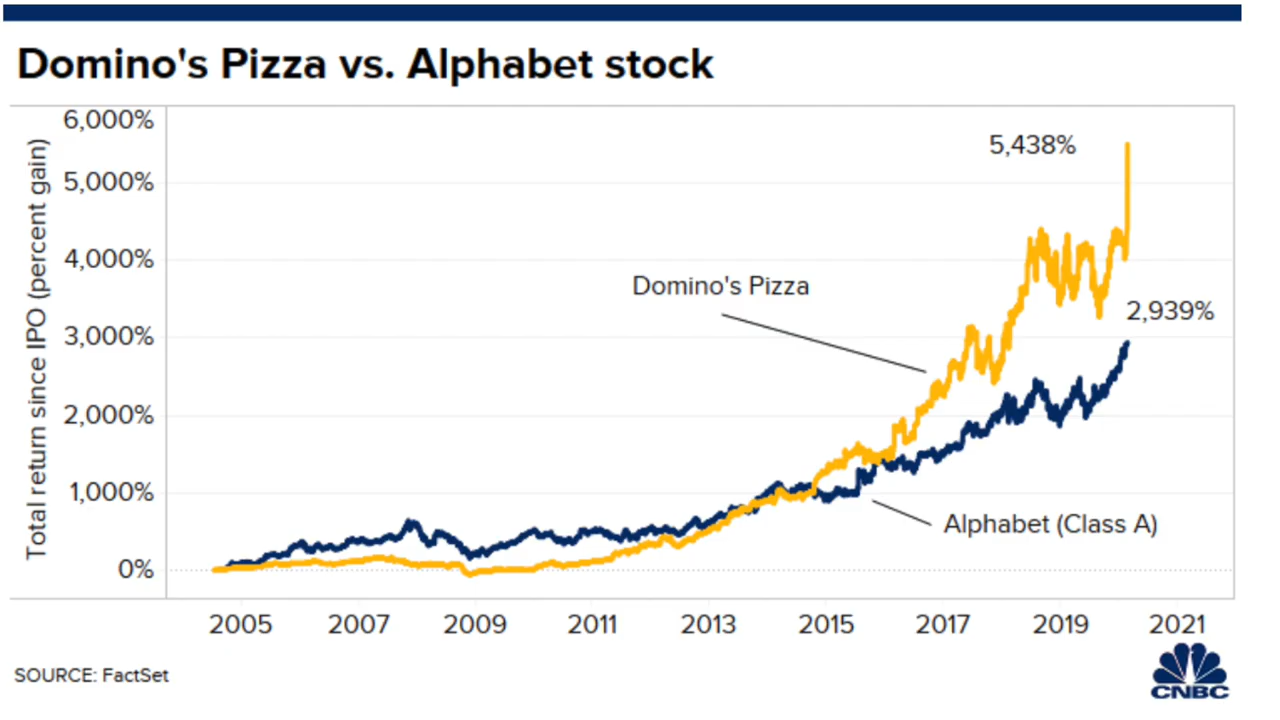 Domino's Pizza vs. Alphabet stock
Total return since IPO (percent gain)
6,000%
5,000%
4,000%
3,000%
2,000%
1,000%
0%
5,438%
Domino's Pizza
2,939%
Alphabet (Class A)
2005 2007 2009 2011 2013 2015 2017 2019 2021
SOURCE: FactSet
CNBC